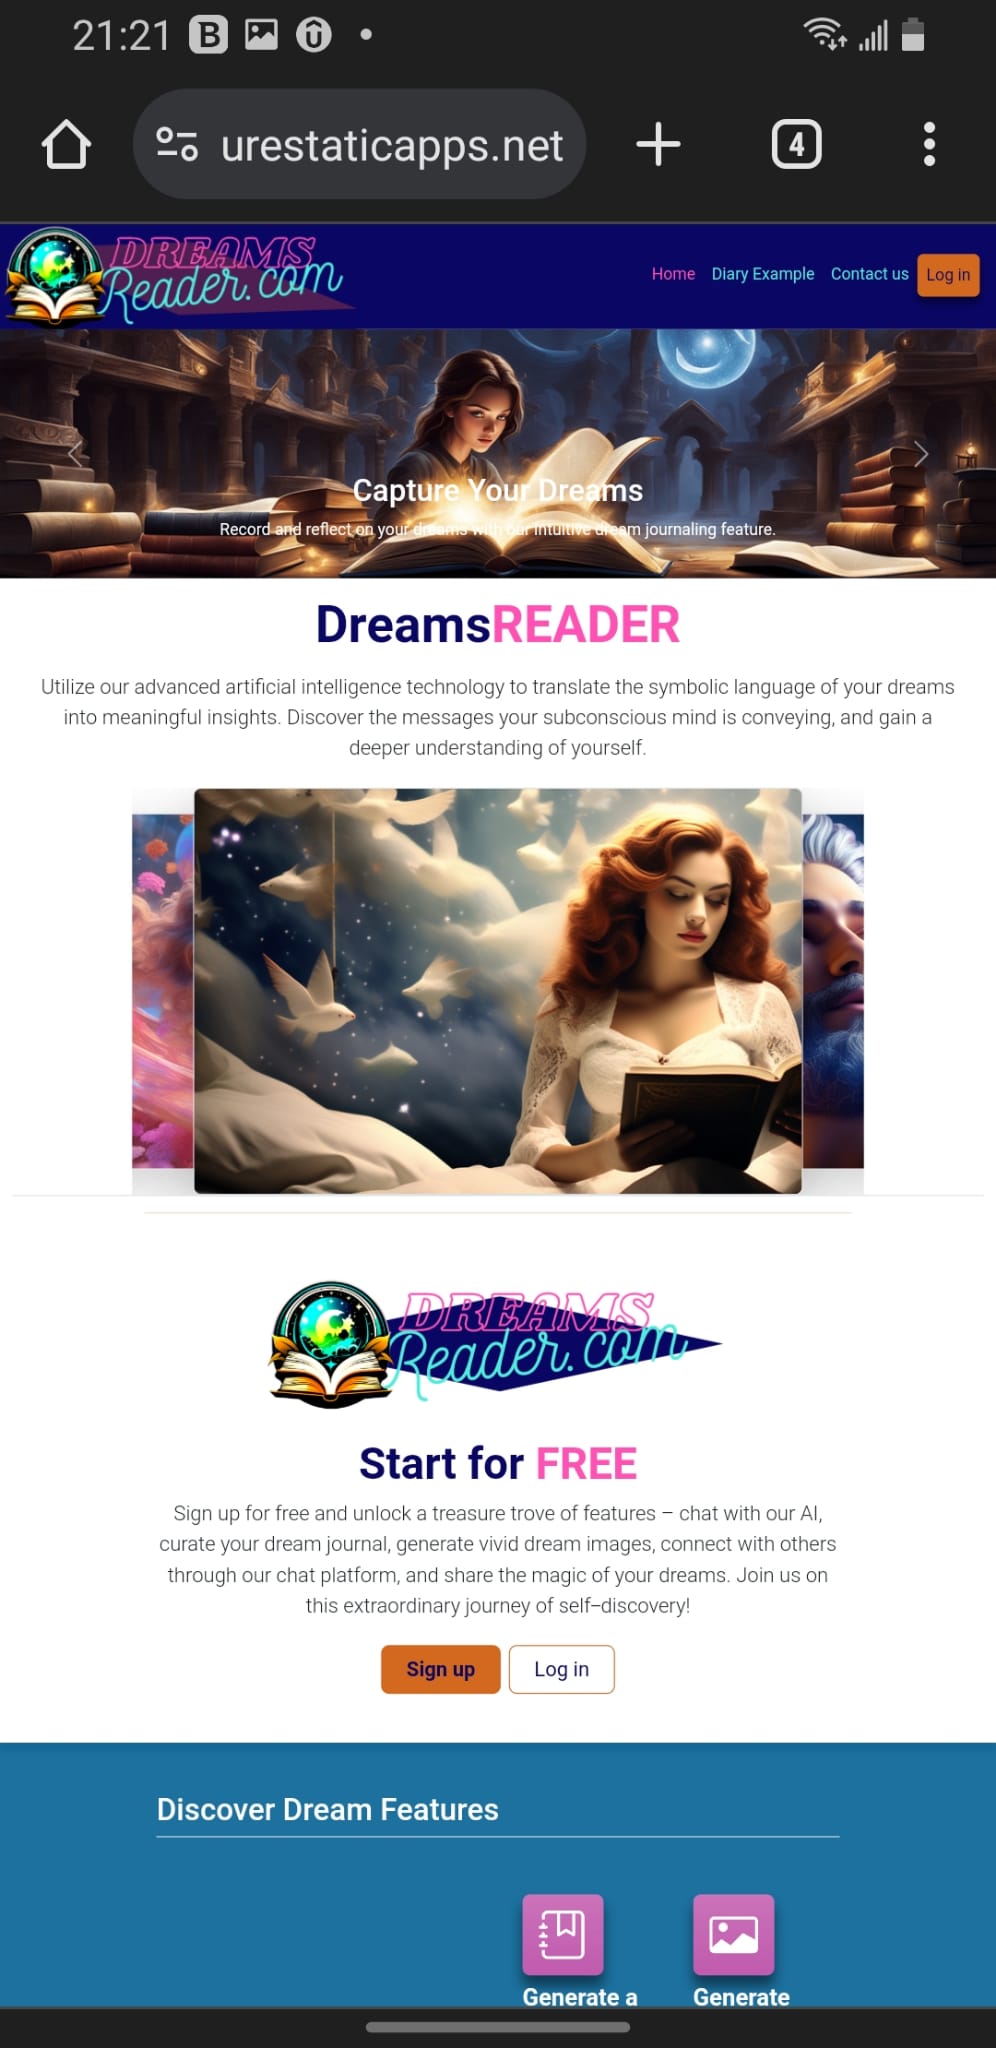 21:21
urestaticapps.net
4
DREAMS
Reader.com
Home Diary Example Contact us Log in
Capture Your Dreams
Record and reflect on your dreams with our intuitive dream journaling feature.
DreamsREADER
Utilize our advanced artificial intelligence technology to translate the symbolic language of your dreams
into meaningful insights. Discover the messages your subconscious mind is conveying, and gain a
deeper understanding of yourself.
DREAMS
Reader.com
Start for FREE
Sign up for free and unlock a treasure trove of features – chat with our AI,
curate your dream journal, generate vivid dream images, connect with others
through our chat platform, and share the magic of your dreams. Join us on
this extraordinary journey of self–discovery!
Sign up Log in
Discover Dream Features
Generate a Generate